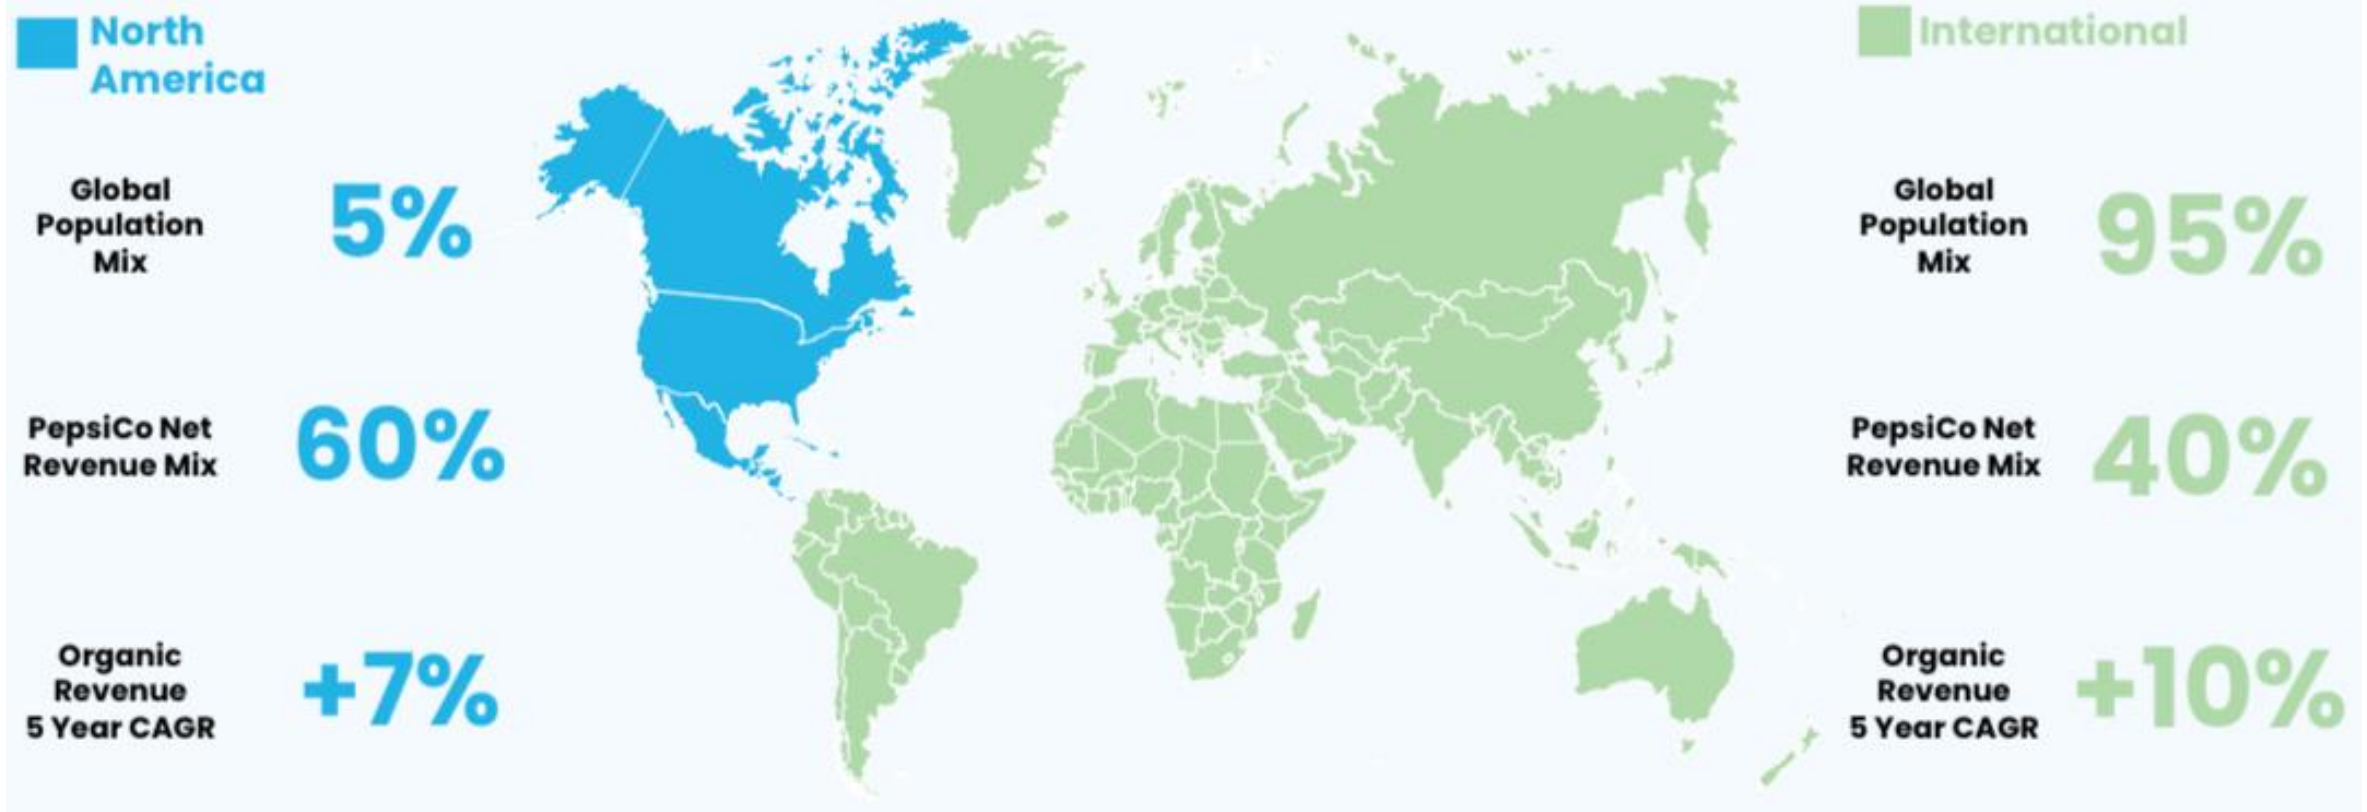 North
America
Global
Population
Mix
5%
PepsiCo Net
Revenue Mix
60%
Organic
Revenue
5 Year CAGR
+7%
International
Global
Population
Mix
95%
PepsiCo Net
Revenue Mix
40%
Organic
Revenue
5 Year CAGR
+10%